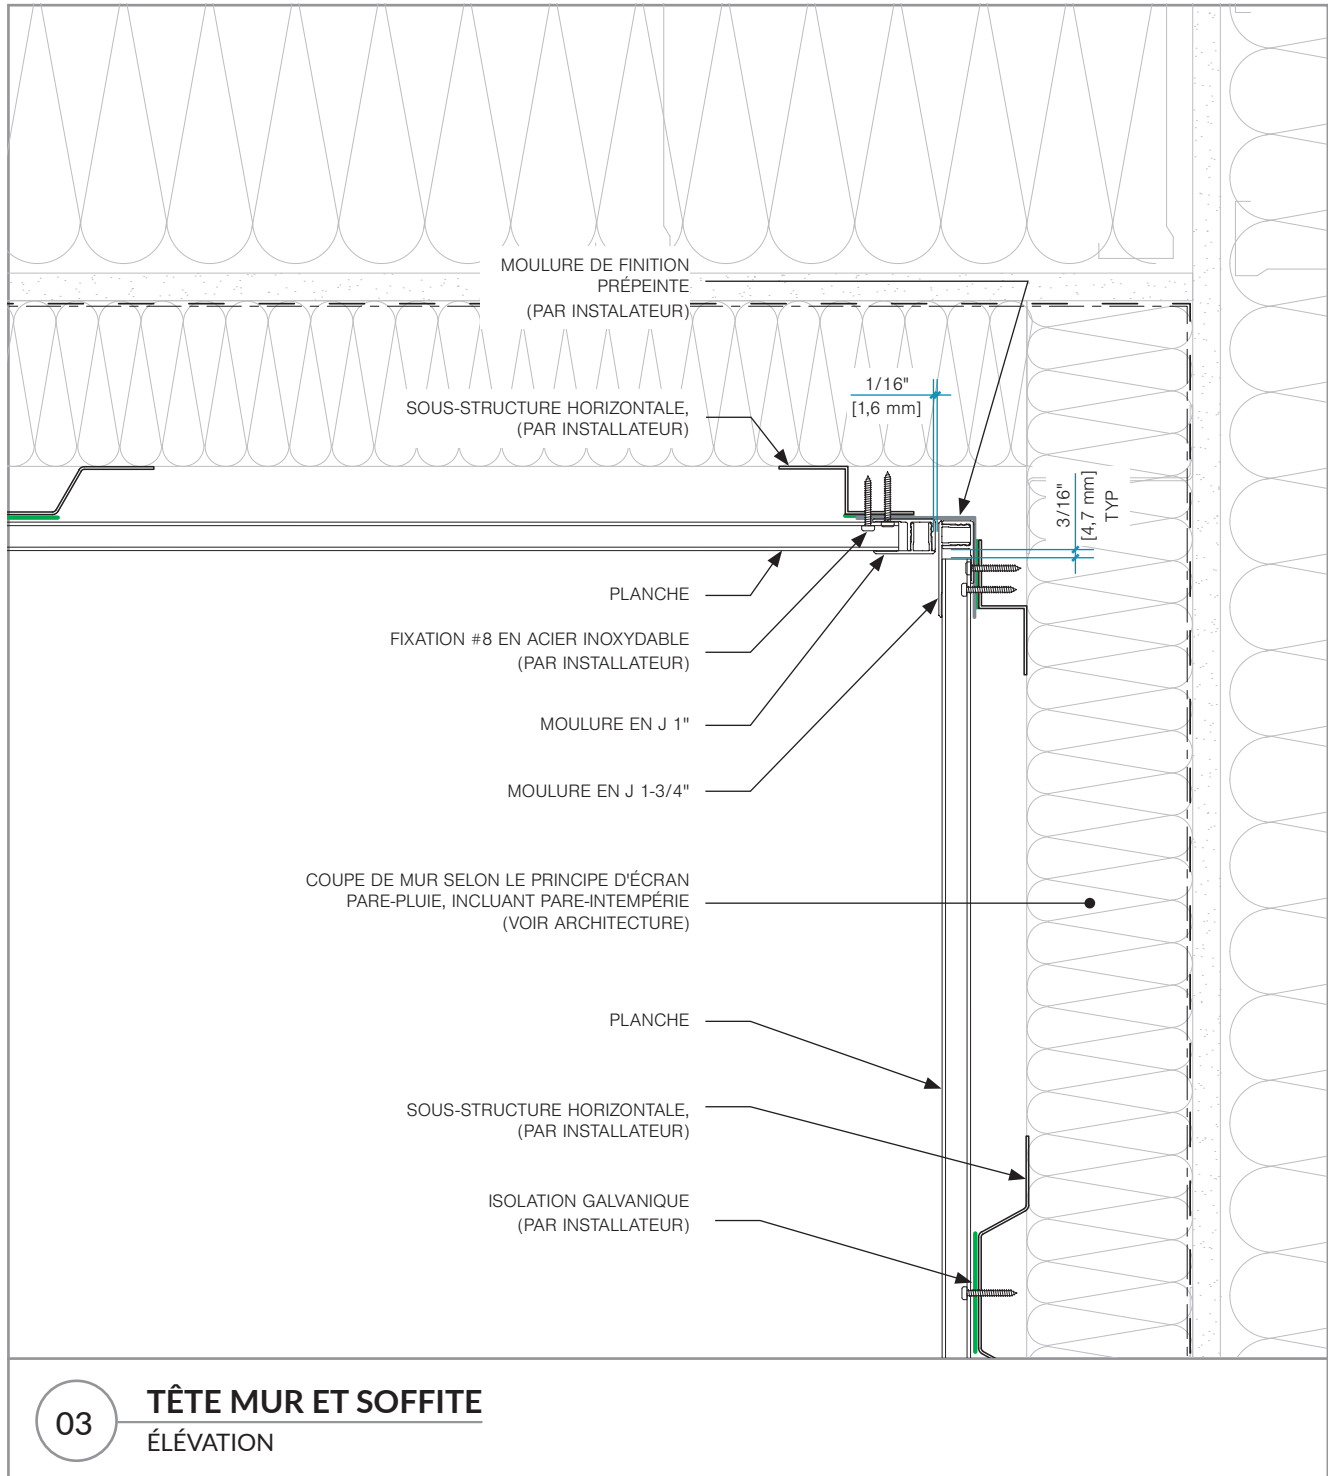 MOULURE DE FINITION
PRÉPEINTE
(PAR INSTALATEUR)
1/16"
[1,6 mm]
SOUS-STRUCTURE HORIZONTALE,
(PAR INSTALLATEUR)
3/16"
[4,7 mm]
TYP
PLANCHE
FIXATION #8 EN ACIER INOXYDABLE
(PAR INSTALLATEUR)
MOULURE EN J 1"
MOULURE EN J 1-3/4"
COUPE DE MUR SELON LE PRINCIPE D'ÉCRAN
PARE-PLUIE, INCLUANT PARE-INTEMPÉRIE
(VOIR ARCHITECTURE)
PLANCHE
SOUS-STRUCTURE HORIZONTALE,
(PAR INSTALLATEUR)
ISOLATION GALVANIQUE
(PAR INSTALLATEUR)
03
TÊTE MUR ET SOFFITE
ÉLÉVATION